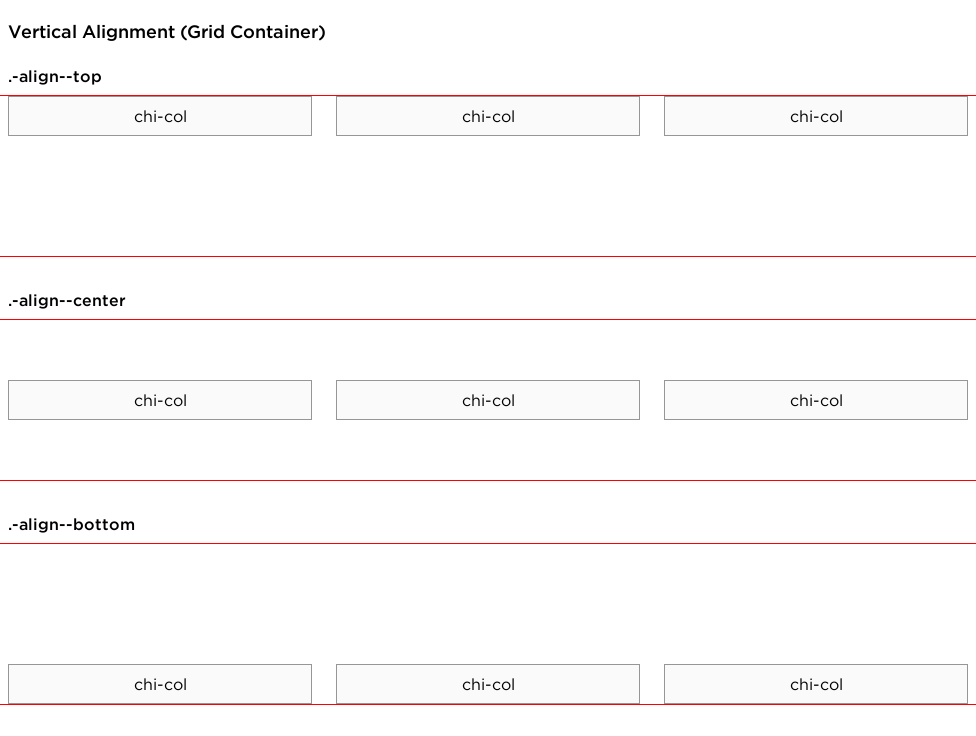 Vertical Alignment (Grid Container)
.-align--top
chi-col chi-col chi-col
.-align--center
chi-col chi-col chi-col
.-align--bottom
chi-col chi-col chi-col